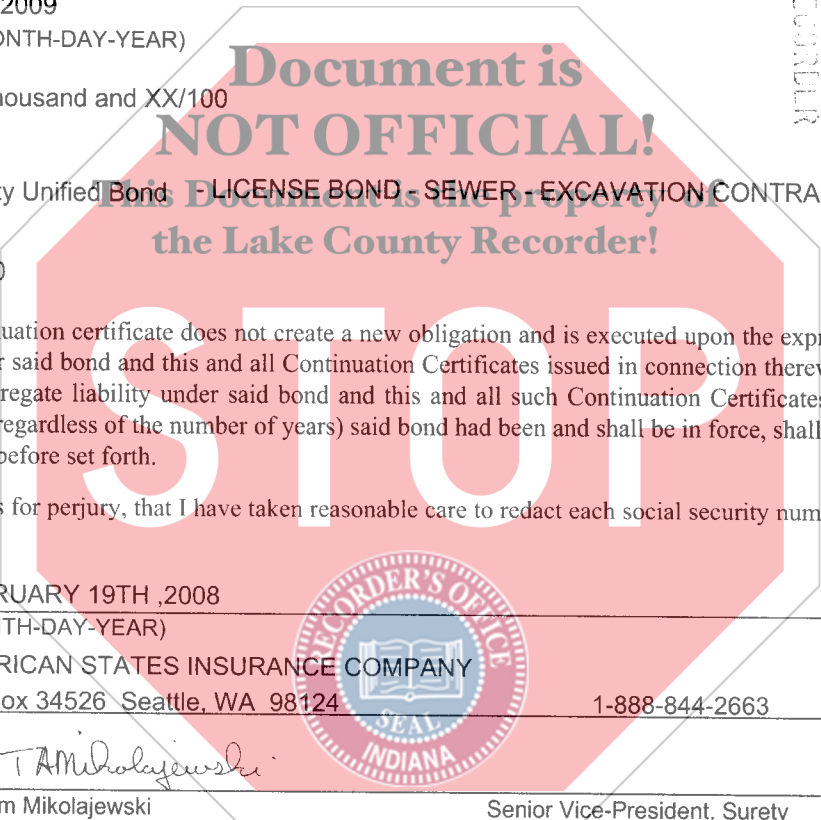 2009
ONTH-DAY-YEAR)
Document is
housand and XX/100
NOT OFFICIAL!
ty Unified Bond - LICENSE BOND - SEWER - EXCAVATION CONTRA
This Document is the property of
the Lake County Recorder!
0
STOP
uation certificate does not create a new obligation and is executed upon the expr
r said bond and this and all Continuation Certificates issued in connection therev
regate liability under said bond and this and all such Continuation Certificates
regardless of the number of years) said bond had been and shall be in force, shall
before set forth.
s for perjury, that I have taken reasonable care to redact each social security num
RUARY 19TH ,2008
TH-DAY-YEAR)
RICAN STATES INSURANCE COMPANY
ox 34526 Seattle, WA 98124 1-888-844-2663
RECORDER'S OFFICE
SEAL
INDIANA
TAMikolajewski
m Mikolajewski Senior Vice-President, Surety